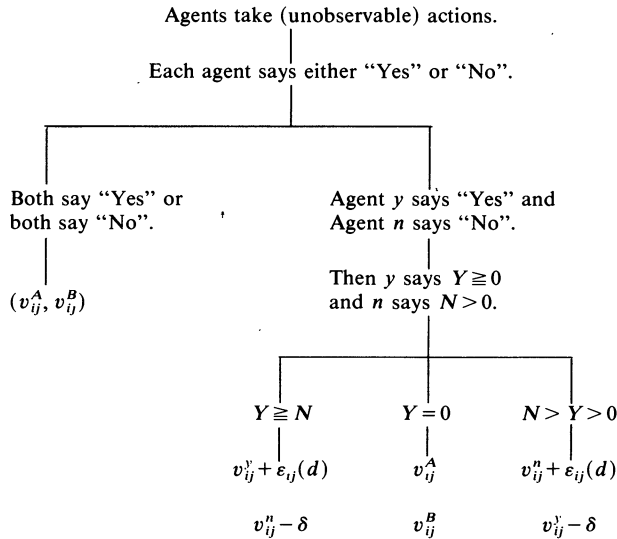 Agents take (unobservable) actions.
Each agent says either “Yes” or “No”.
Both say “Yes” or
both say “No”.
(v_{ij}^{A}, v_{ij}^{B})
Agent y says “Yes” and
Agent n says “No”.
Then y says Y ≧ 0
and n says N > 0.
Y ≧ N
Y = 0
N > Y > 0
v_{ij}^{y} + ε_{ij}(d)
v_{ij}^{A}
v_{ij}^{n} + ε_{ij}(d)
v_{ij}^{n} − δ
v_{ij}^{B}
v_{ij}^{y} − δ